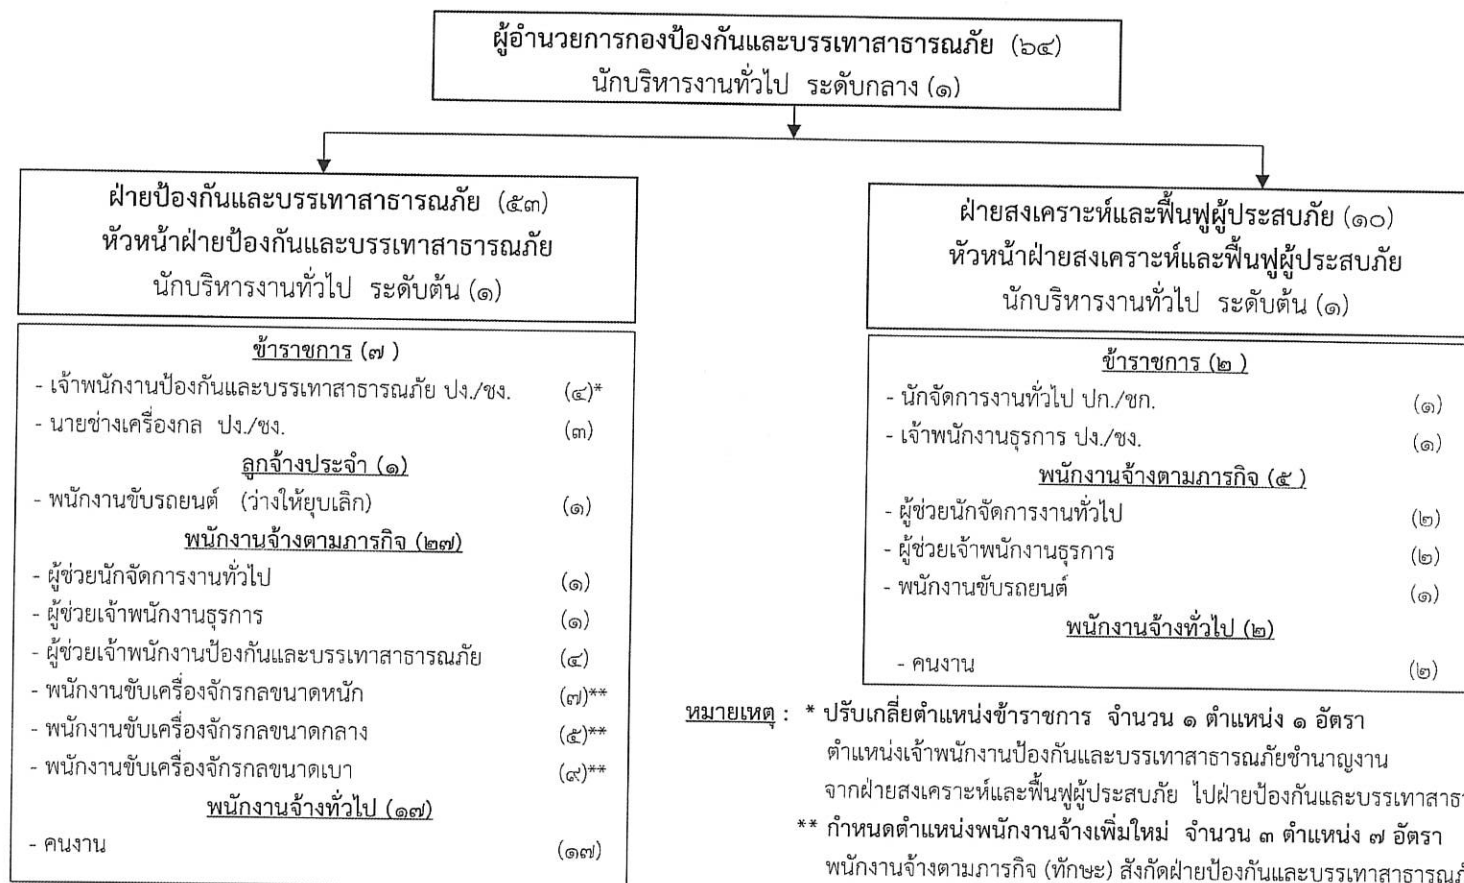 ผู้อำนวยการกองป้องกันและบรรเทาสาธารณภัย (๖๔)
นักบริหารงานทั่วไป ระดับกลาง (๑)
ฝ่ายป้องกันและบรรเทาสาธารณภัย (๕๓)
หัวหน้าฝ่ายป้องกันและบรรเทาสาธารณภัย
นักบริหารงานทั่วไป ระดับต้น (๑)
ข้าราชการ (๗ )
- เจ้าพนักงานป้องกันและบรรเทาสาธารณภัย ปง./ชง. (๔)*
- นายช่างเครื่องกล ปง./ชง. (๓)
ลูกจ้างประจำ (๑)
- พนักงานขับรถยนต์ (ว่างให้ยุบเลิก) (๑)
พนักงานจ้างตามภารกิจ (๒๗)
- ผู้ช่วยนักจัดการงานทั่วไป (๑)
- ผู้ช่วยเจ้าพนักงานธุรการ (๑)
- ผู้ช่วยเจ้าพนักงานป้องกันและบรรเทาสาธารณภัย (๔)
- พนักงานขับเครื่องจักรกลขนาดหนัก (๗)**
- พนักงานขับเครื่องจักรกลขนาดกลาง (๕)**
- พนักงานขับเครื่องจักรกลขนาดเบา (๙)**
พนักงานจ้างทั่วไป (๑๗)
- คนงาน (๑๗)
ฝ่ายสงเคราะห์และฟื้นฟูผู้ประสบภัย (๑๐)
หัวหน้าฝ่ายสงเคราะห์และฟื้นฟูผู้ประสบภัย
นักบริหารงานทั่วไป ระดับต้น (๑)
ข้าราชการ (๒ )
- นักจัดการงานทั่วไป ปก./ชก. (๑)
- เจ้าพนักงานธุรการ ปง./ชง. (๑)
พนักงานจ้างตามภารกิจ (๕ )
- ผู้ช่วยนักจัดการงานทั่วไป (๒)
- ผู้ช่วยเจ้าพนักงานธุรการ (๒)
- พนักงานขับรถยนต์ (๑)
พนักงานจ้างทั่วไป (๒)
- คนงาน (๒)
หมายเหตุ : * ปรับเกลี่ยตำแหน่งข้าราชการ จำนวน ๑ ตำแหน่ง ๑ อัตรา
ตำแหน่งเจ้าพนักงานป้องกันและบรรเทาสาธารณภัยชำนาญงาน
จากฝ่ายสงเคราะห์และฟื้นฟูผู้ประสบภัย ไปฝ่ายป้องกันและบรรเทาสาธา
** กำหนดตำแหน่งพนักงานจ้างเพิ่มใหม่ จำนวน ๓ ตำแหน่ง ๗ อัตรา
พนักงานจ้างตามภารกิจ (ทักษะ) สังกัดฝ่ายป้องกันและบรรเทาสาธารณภั